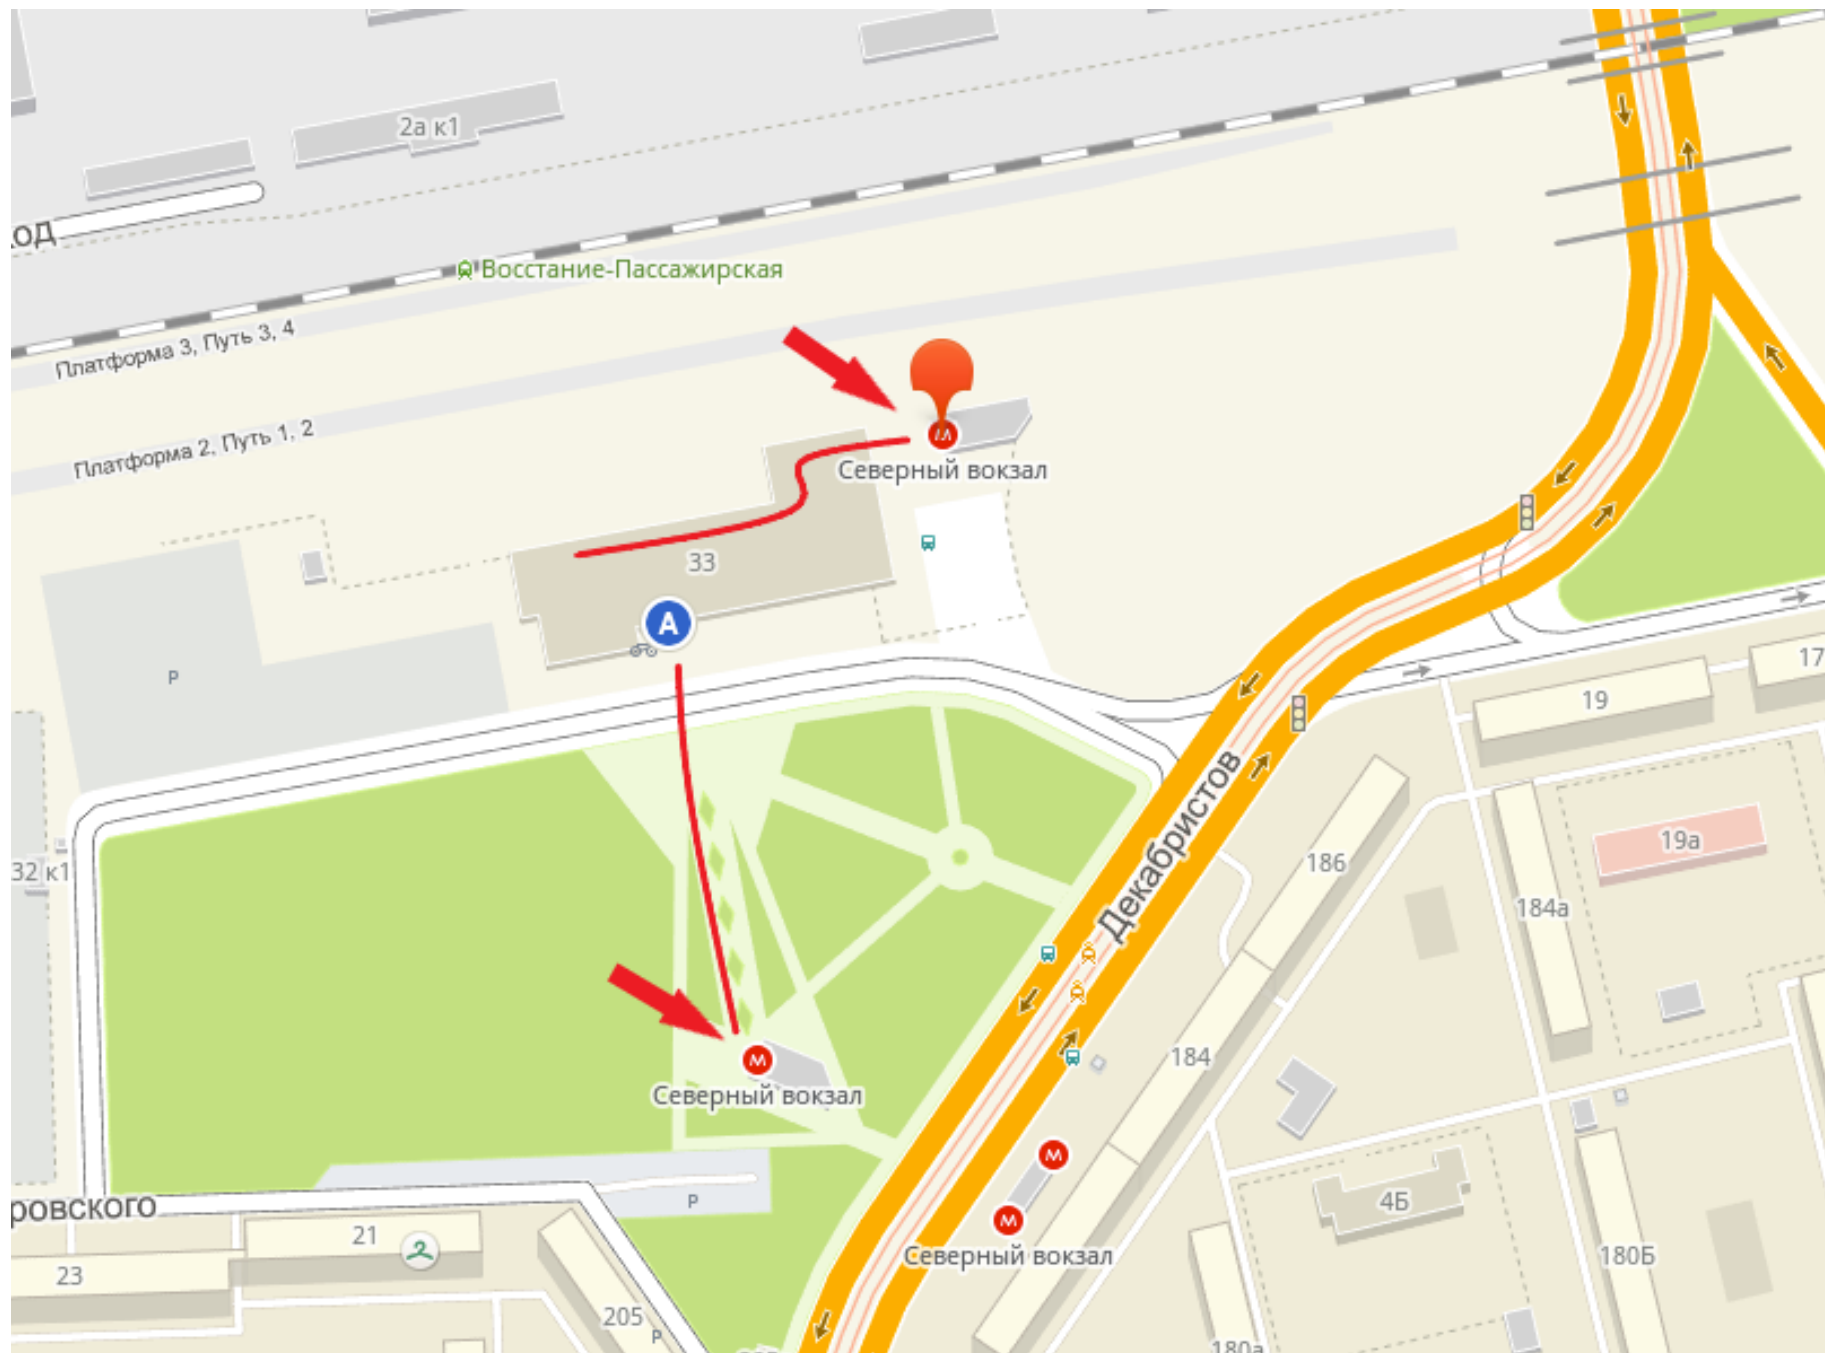 2а к1
ход
Восстание-Пассажирская
Платформа 3, Путь 3, 4
Платформа 2, Путь 1, 2
М
Северный вокзал
33
А
Р
17
19
Декабристов
186
19а
32 к1
184а
М
Северный вокзал
184
М
Р
4Б
ровского
М
21
Северный вокзал
180Б
23
205
Р
180а